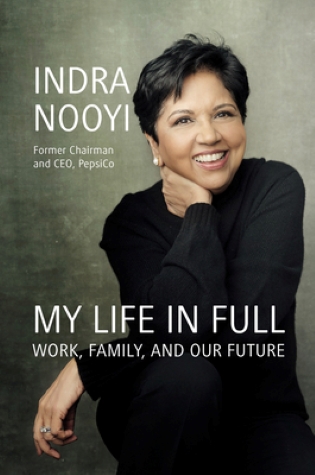 INDRA
NOOYI
Former Chairman
and CEO, PepsiCo
MY LIFE IN FULL
WORK, FAMILY, AND OUR FUTURE